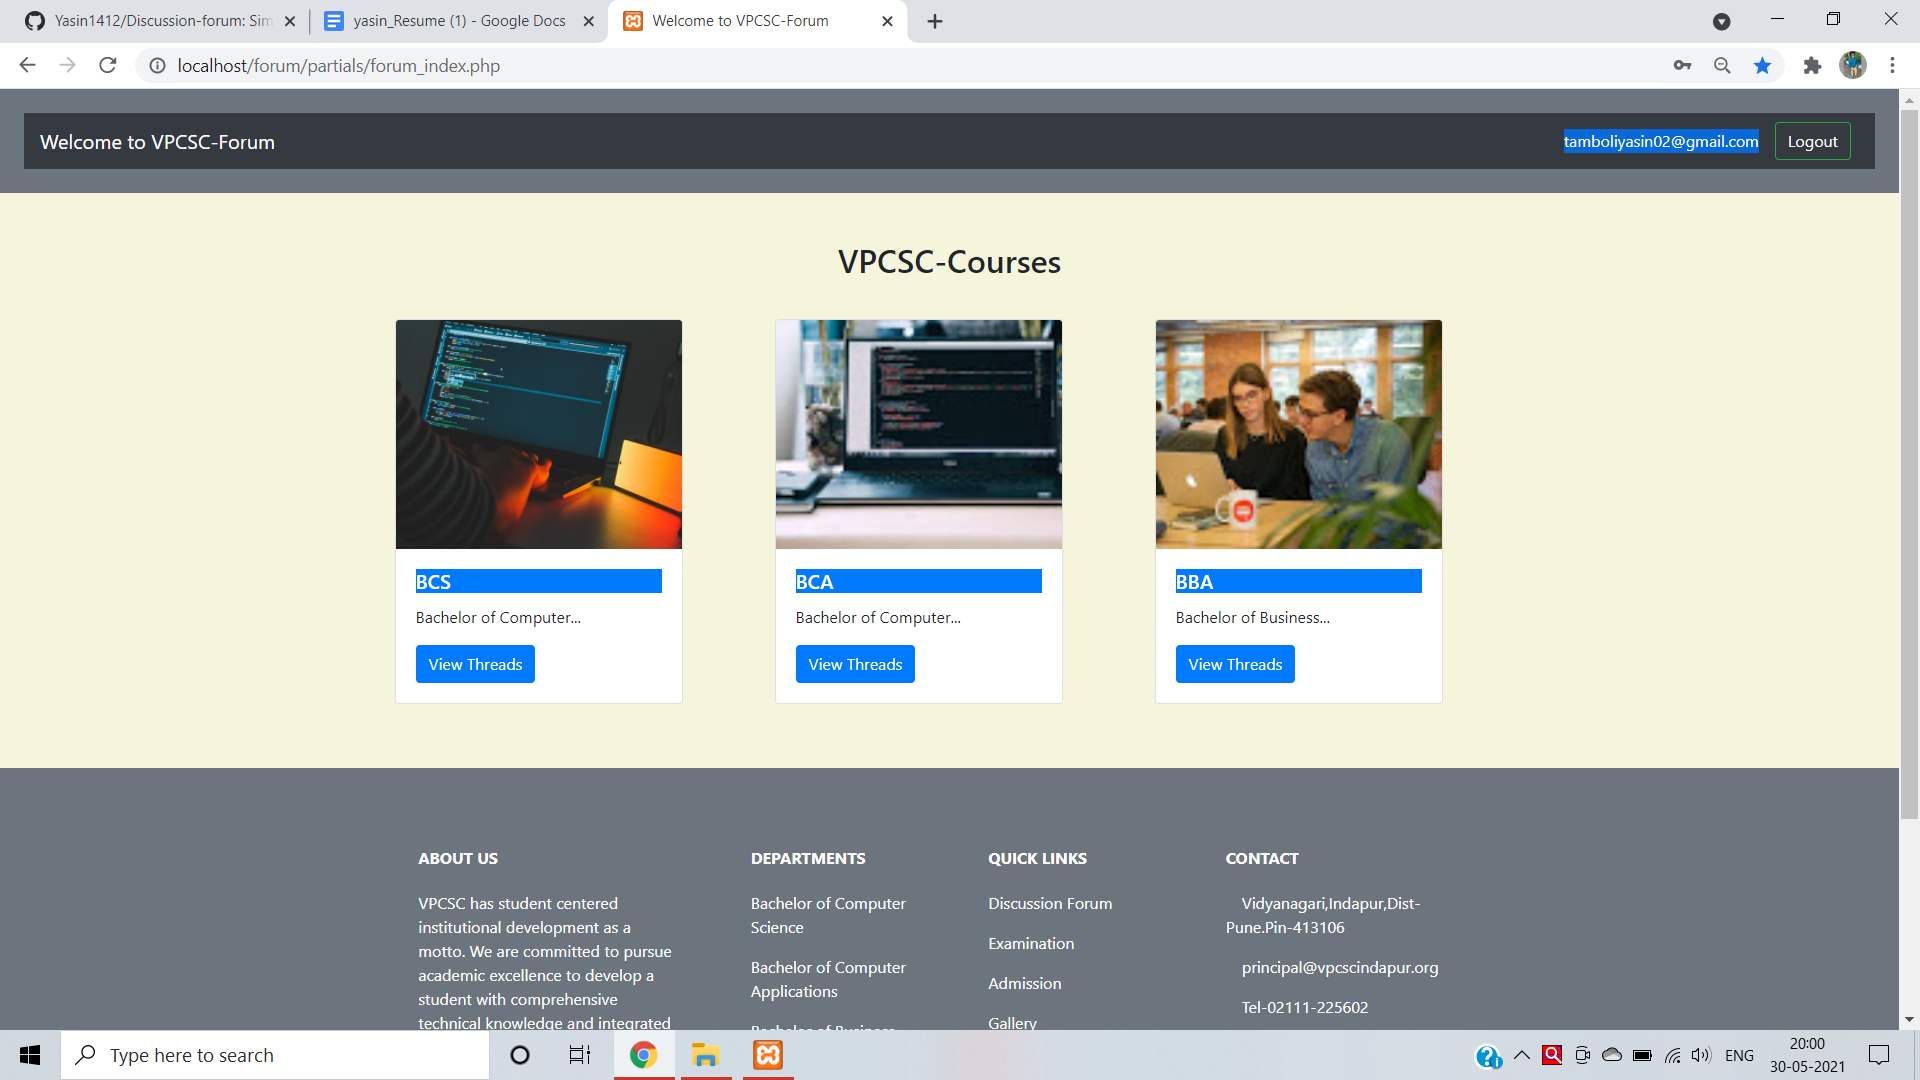 Yasin1412/Discussion-forum: Sim
yasin_Resume (1) - Google Docs
Welcome to VPCSC-Forum
localhost/forum/partials/forum_index.php
Welcome to VPCSC-Forum
tamboliyasin02@gmail.com
Logout
VPCSC-Courses
BCS
Bachelor of Computer...
View Threads
BCA
Bachelor of Computer...
View Threads
BBA
Bachelor of Business...
View Threads
ABOUT US
VPCSC has student centered
institutional development as a
motto. We are committed to pursue
academic excellence to develop a
student with comprehensive
technical knowledge and integrated
DEPARTMENTS
Bachelor of Computer
Science
Bachelor of Computer
Applications
Bachelor of Business
QUICK LINKS
Discussion Forum
Examination
Admission
Gallery
CONTACT
Vidyanagari,Indapur,Dist-
Pune.Pin-413106
principal@vpcscindapur.org
Tel-02111-225602
Type here to search
ENG
20:00
30-05-2021